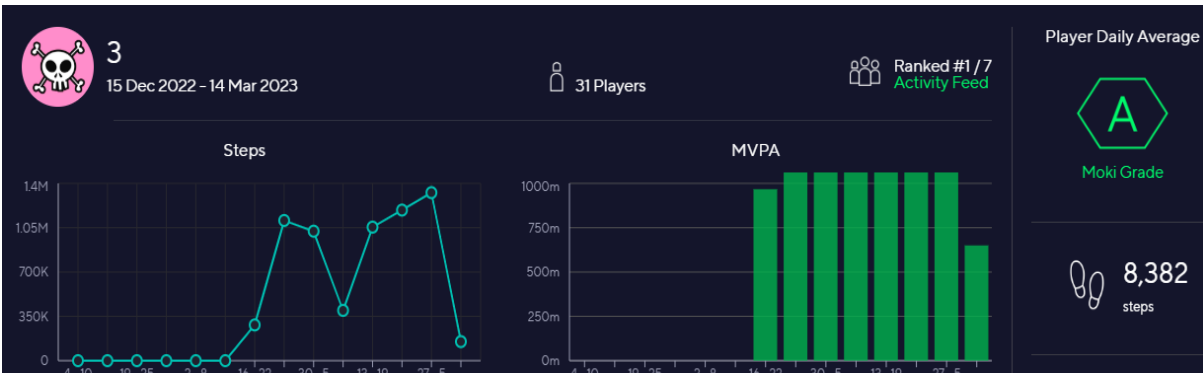 3
15 Dec 2022 - 14 Mar 2023
31 Players
Ranked #1 / 7
Activity Feed
Player Daily Average
A
Moki Grade
8,382
steps
Steps
1.4M
1.05M
700K
350K
0
MVPA
1000m
750m
500m
250m
0m